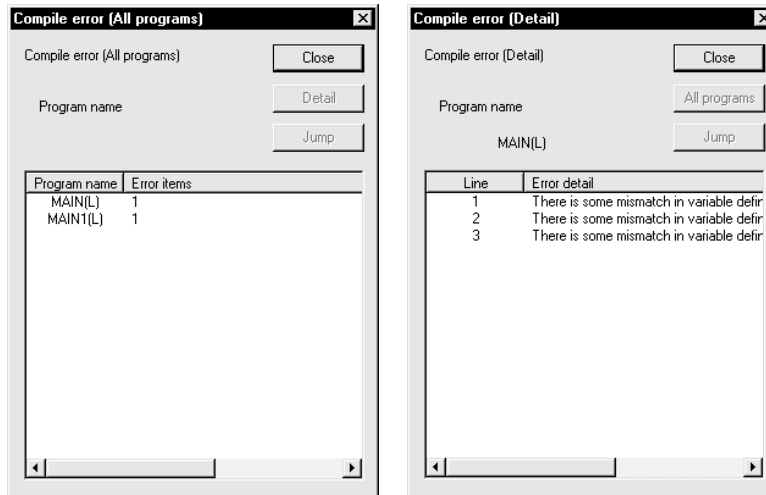 Compile error (All programs)
Compile error (All programs)
Close
Program name
Detail
Jump
Program name Error items
MAIN(L) 1
MAIN1(L) 1
Compile error (Detail)
Compile error (Detail)
Close
Program name
All programs
MAIN(L)
Jump
Line Error detail
1 There is some mismatch in variable defir
2 There is some mismatch in variable defir
3 There is some mismatch in variable defir